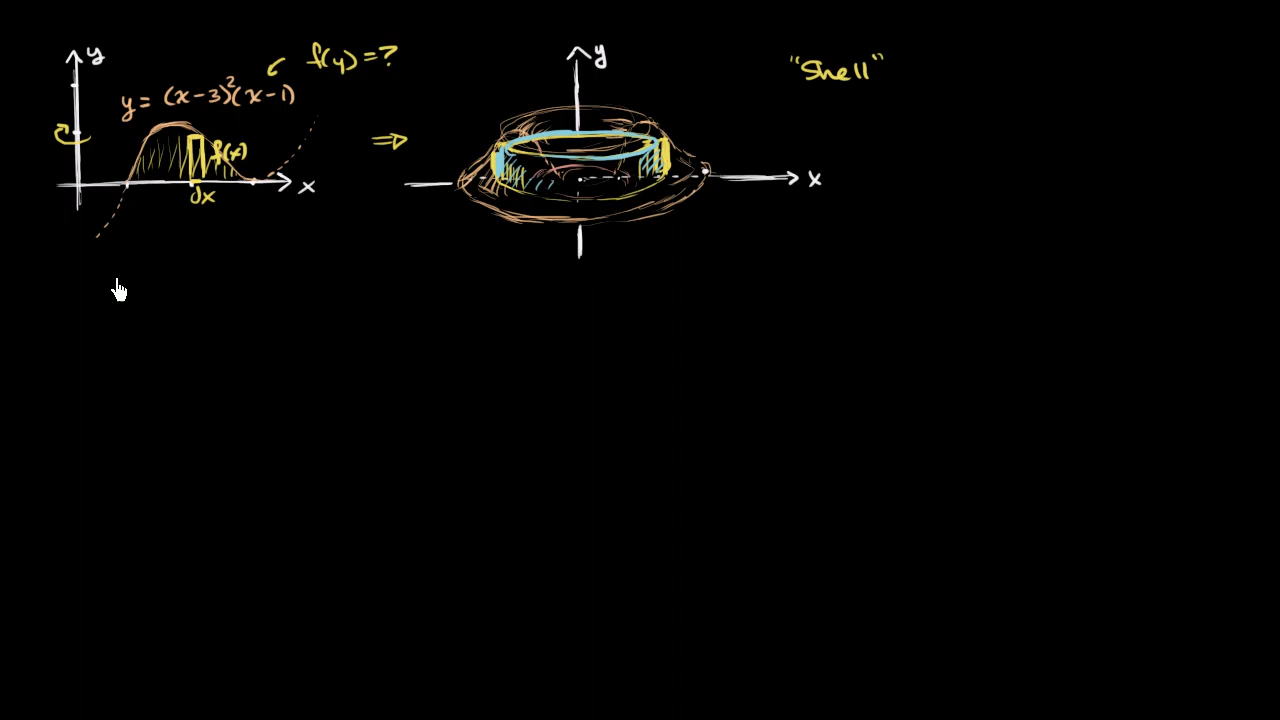 y
f(y) = ?
y = (x-3)²(x-1)
f(x)
x
dx
⇒
y
x
"Shell"